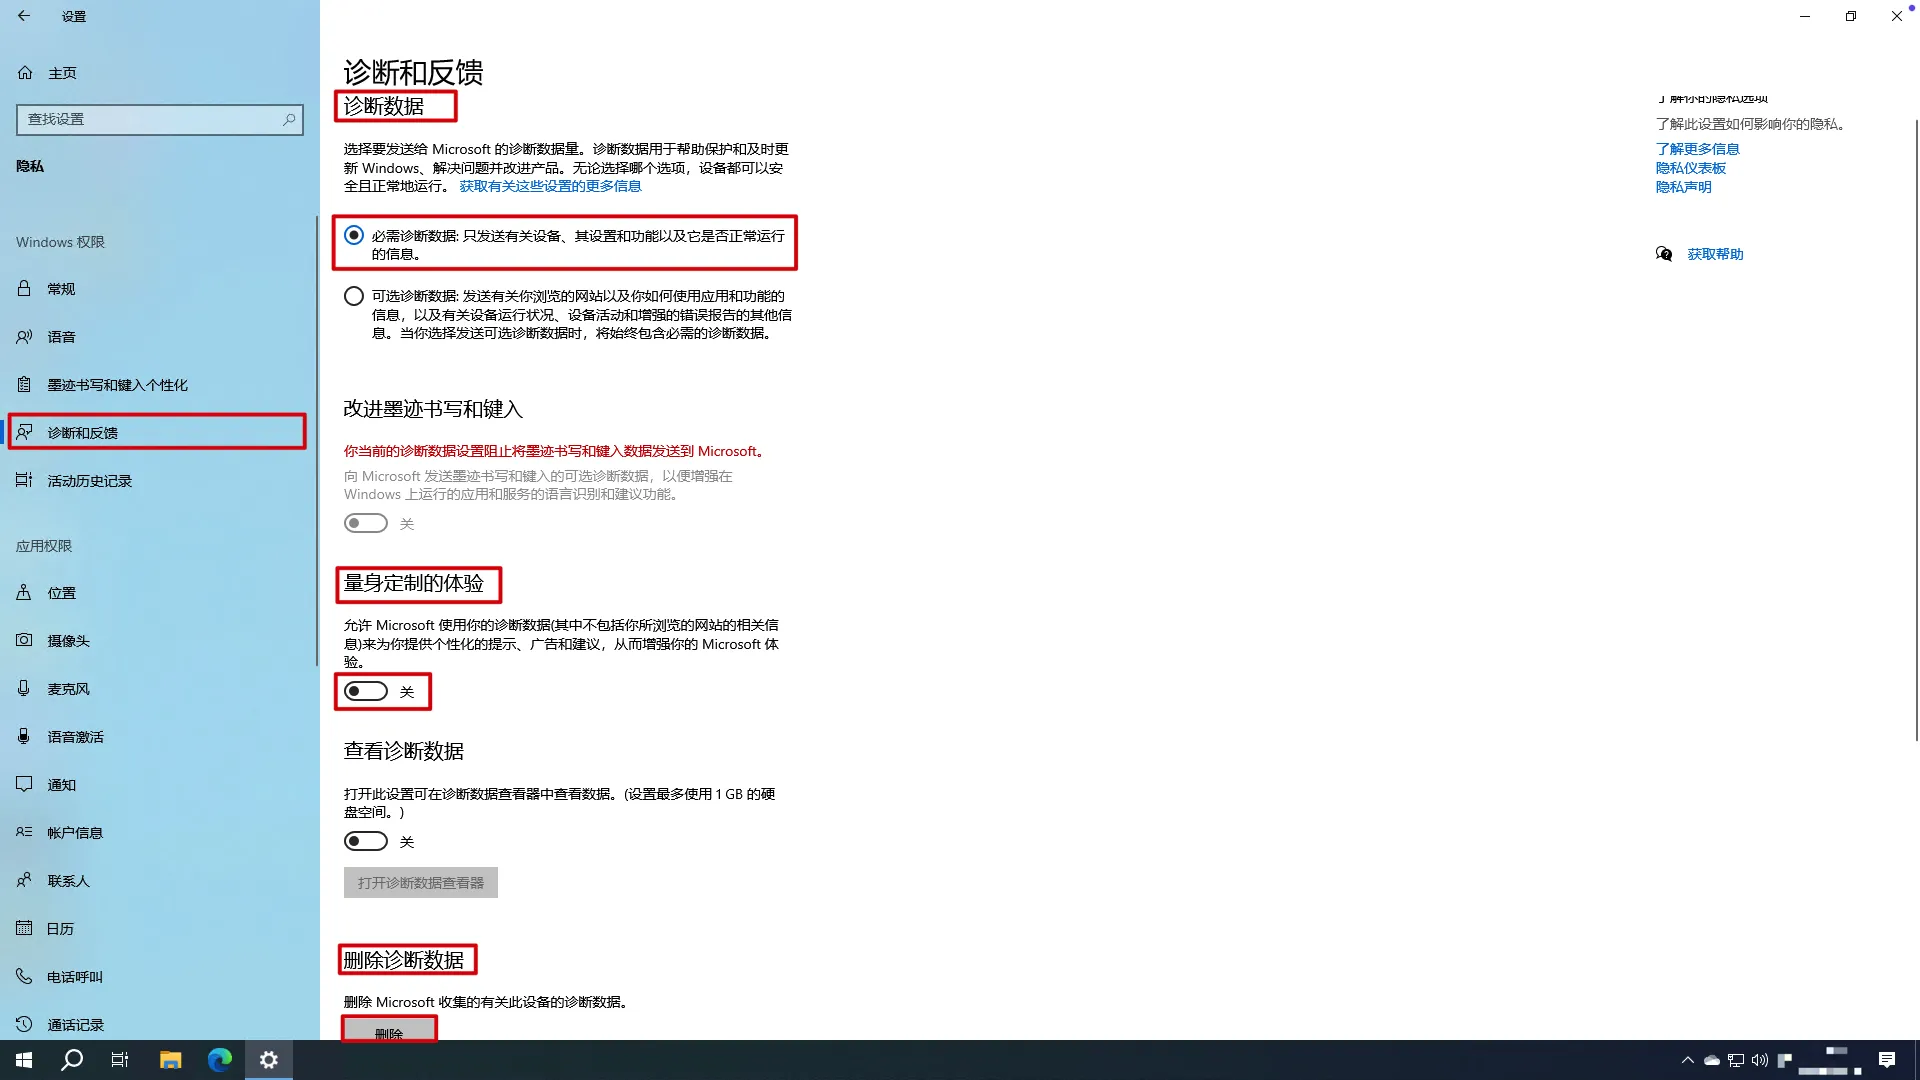 设置
主页
查找设置
隐私
Windows 权限
常规
语音
墨迹书写和键入个性化
诊断和反馈
活动历史记录
应用权限
位置
摄像头
麦克风
语音激活
通知
帐户信息
联系人
日历
电话呼叫
通话记录
诊断和反馈
诊断数据
选择要发送给 Microsoft 的诊断数据量。诊断数据用于帮助保护和及时更
新 Windows、解决问题并改进产品。无论选择哪个选项，设备都可以安
全且正常地运行。 获取有关这些设置的更多信息
必需诊断数据: 只发送有关设备、其设置和功能以及它是否正常运行
的信息。
可选诊断数据: 发送有关你浏览的网站以及你如何使用应用和功能的
信息，以及有关设备运行状况、设备活动和增强的错误报告的其他信
息。当你选择发送可选诊断数据时，将始终包含必需的诊断数据。
改进墨迹书写和键入
你当前的诊断数据设置阻止将墨迹书写和键入数据发送到 Microsoft。
向 Microsoft 发送墨迹书写和键入的可选诊断数据，以便增强在
Windows 上运行的应用和服务的语言识别和建议功能。
关
量身定制的体验
允许 Microsoft 使用你的诊断数据(其中不包括你所浏览的网站的相关信
息)来为你提供个性化的提示、广告和建议，从而增强你的 Microsoft 体
验。
关
查看诊断数据
打开此设置可在诊断数据查看器中查看数据。(设置最多使用 1 GB 的硬
盘空间。)
关
打开诊断数据查看器
删除诊断数据
删除 Microsoft 收集的有关此设备的诊断数据。
删除
了解你的隐私选项
了解此设置如何影响你的隐私。
了解更多信息
隐私仪表板
隐私声明
获取帮助